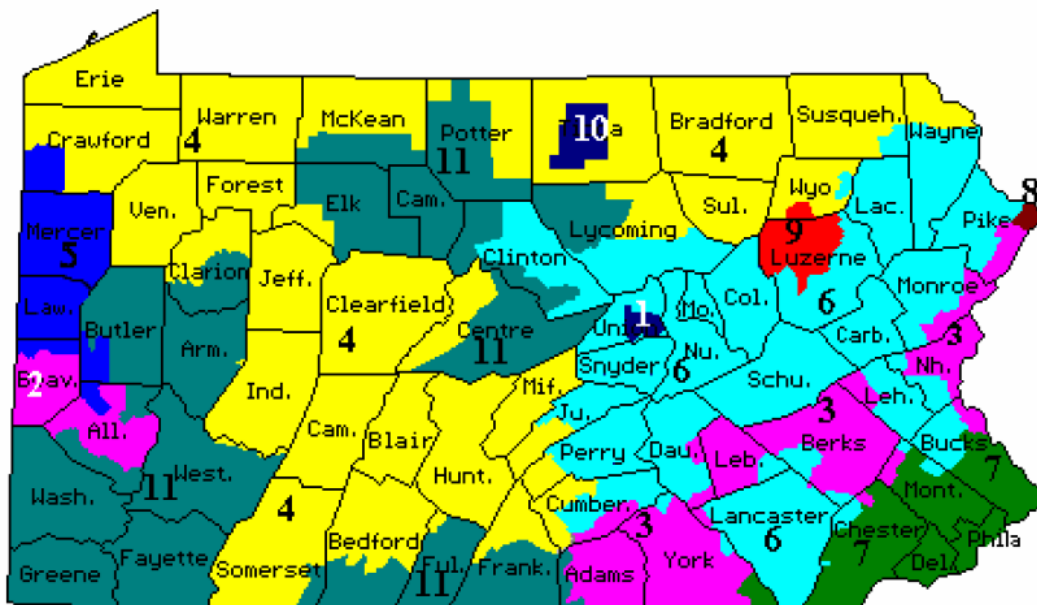 Erie
Warren
McKean
Potter
10
Bradford
Susqueh.
Wayne
Crawford
4
11
4
Forest
Elk
Cam.
Wyo
Ven.
Sul.
Lac.
8
Mercer
Lycoming
9
Pike
5
Clarion
Jeff.
Clinton
Luzerne
Law.
Clearfield
Union
1
Mo.
Col.
6
Monroe
Butler
Arm.
4
Centre
11
Nu.
Carb.
3
Snyder
6
Schu.
Nh.
Beav.
2
Ind.
Mif.
Ju.
3
Leh.
All.
Cam.
Blair
Perry
Dau.
Leb.
Berks
Bucks
West.
11
Hunt.
7
Wash.
4
Cumber.
3
Lancaster
Mont.
Bedford
6
Chester
7
Phila
Fayette
Greene
Somerset
Ful.
11
Frank.
Adams
York
Del.